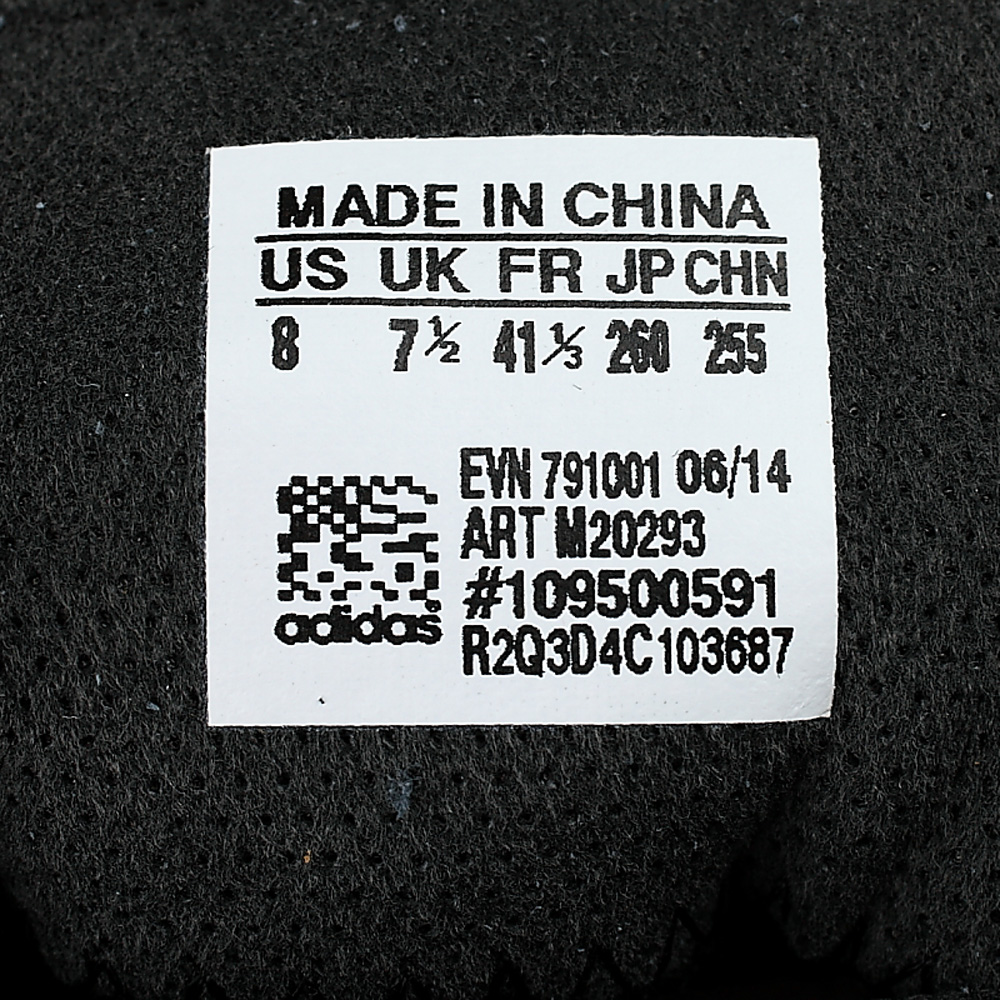 MADE IN CHINA
US UK FR JP CHN
8 7½ 41⅓ 260 255
EVN 791001 06/14
ART M20293
#109500591
R2Q3D4C103687
adidas